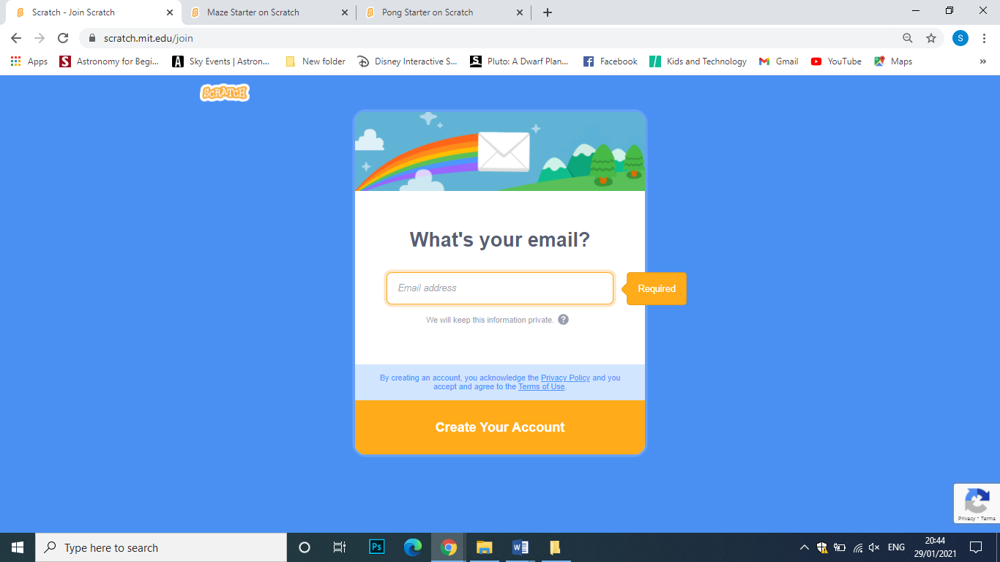 Scratch - Join Scratch
Maze Starter on Scratch
Pong Starter on Scratch
scratch.mit.edu/join
S
Apps
S
Astronomy for Begi...
A
Sky Events | Astron...
New folder
Disney Interactive S...
S
Pluto: A Dwarf Plan...
Facebook
Kids and Technology
Gmail
YouTube
Maps
»
SCRATCH
What's your email?
Email address
Required
We will keep this information private. ?
By creating an account, you acknowledge the Privacy Policy and you
accept and agree to the Terms of Use.
Create Your Account
Privacy - Terms
Type here to search
Ps
W
ENG
20:44
29/01/2021